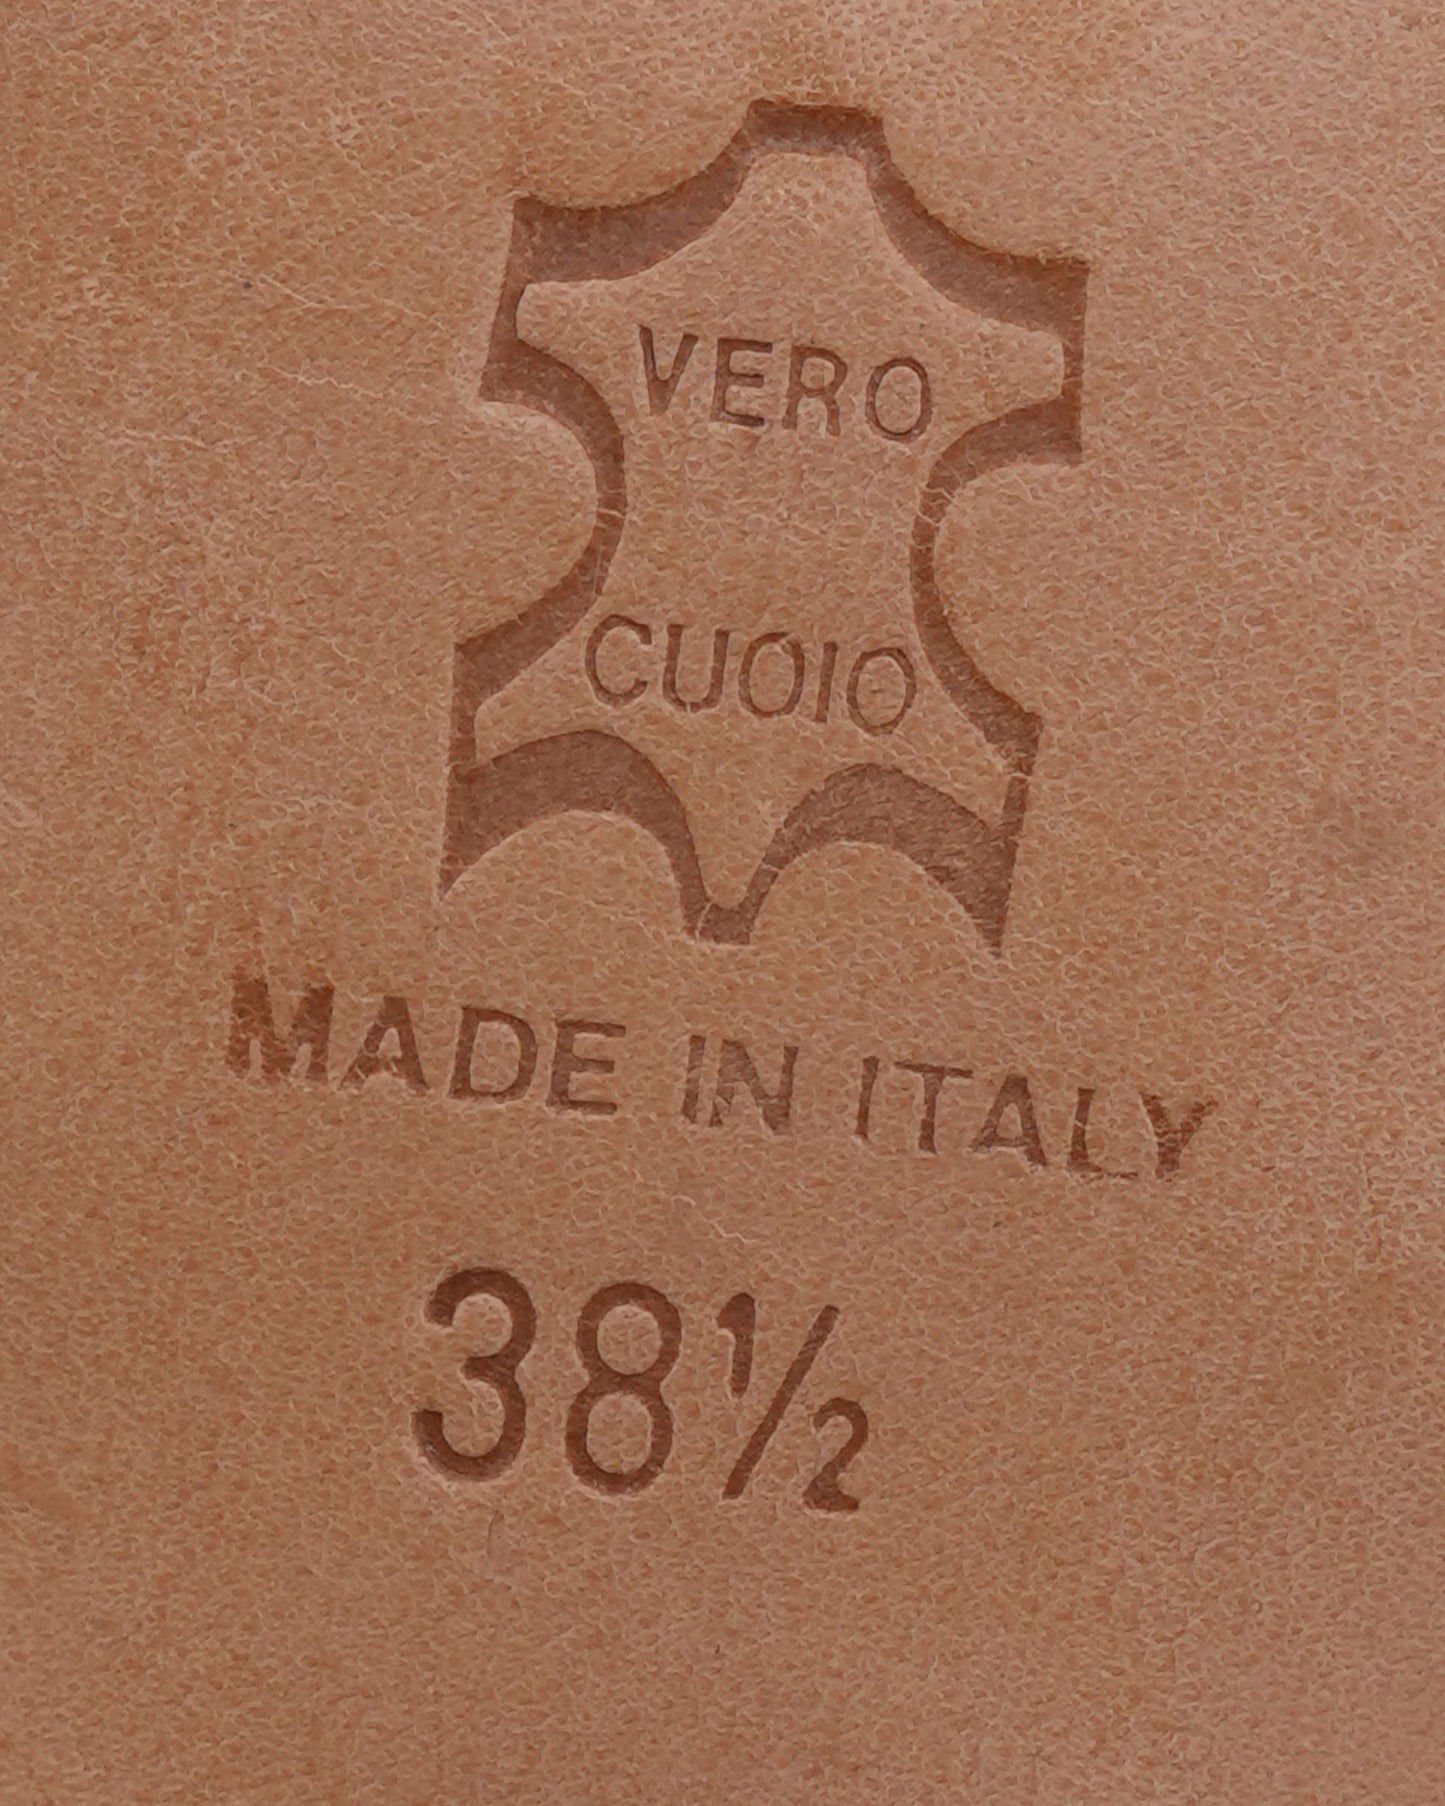 VERO
CUOIO
MADE IN ITALY
38½